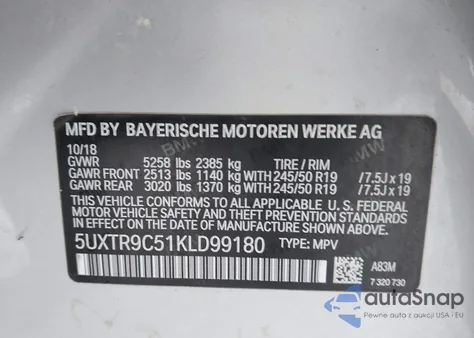 MFD BY BAYERISCHE MOTOREN WERKE AG
10/18
GVWR 5258 lbs 2385 kg TIRE / RIM
GAWR FRONT 2513 lbs 1140 kg WITH 245/50 R19 /7.5J x 19
GAWR REAR 3020 lbs 1370 kg WITH 245/50 R19 /7.5J x 19
THIS VEHICLE CONFORMS TO ALL APPLICABLE U. S. FEDERAL
MOTOR VEHICLE SAFETY, BUMPER, AND THEFT PREVENTION STANDARDS
IN EFFECT ON THE DATE OF MANUFACTURE SHOWN ABOVE.
5UXTR9C51KLD99180 TYPE: MPV
A83M
7 320 730
autoSnap
Pewne auta z aukcji USA i EU